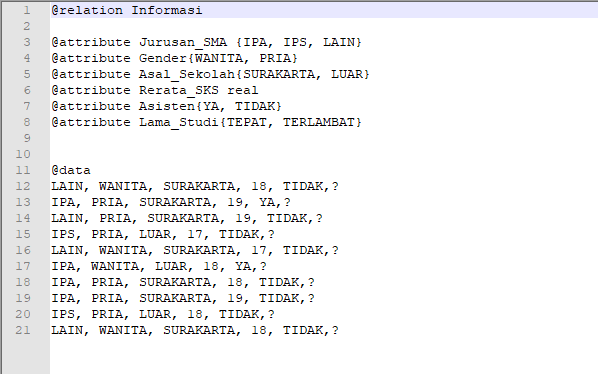 1 @relation Informasi
2
3 @attribute Jurusan_SMA {IPA, IPS, LAIN}
4 @attribute Gender{WANITA, PRIA}
5 @attribute Asal_Sekolah{SURAKARTA, LUAR}
6 @attribute Rerata_SKS real
7 @attribute Asisten{YA, TIDAK}
8 @attribute Lama_Studi{TEPAT, TERLAMBAT}
9
10
11 @data
12 LAIN, WANITA, SURAKARTA, 18, TIDAK,?
13 IPA, PRIA, SURAKARTA, 19, YA,?
14 LAIN, PRIA, SURAKARTA, 19, TIDAK,?
15 IPS, PRIA, LUAR, 17, TIDAK,?
16 LAIN, WANITA, SURAKARTA, 17, TIDAK,?
17 IPA, WANITA, LUAR, 18, YA,?
18 IPA, PRIA, SURAKARTA, 18, TIDAK,?
19 IPA, PRIA, SURAKARTA, 19, TIDAK,?
20 IPS, PRIA, LUAR, 18, TIDAK,?
21 LAIN, WANITA, SURAKARTA, 18, TIDAK,?